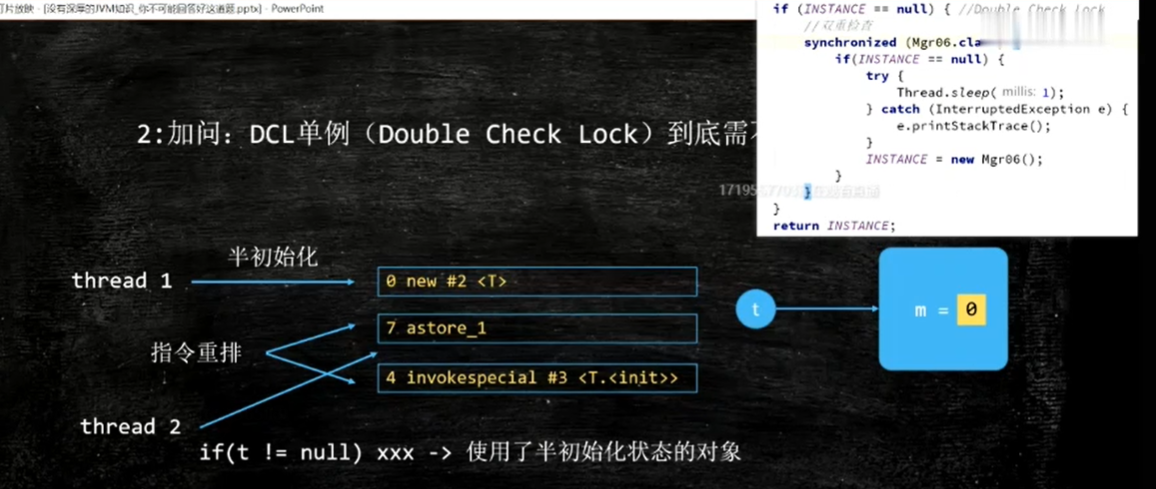 灯片放映 - [没有深厚的JVM知识_你不可能回答好这道题.pptx] - PowerPoint
if (INSTANCE == null) { //Double Check Lock
//双重检查
synchronized (Mgr06.cla
if(INSTANCE == null) {
try {
Thread.sleep( millis: 1);
} catch (InterruptedException e) {
e.printStackTrace();
}
INSTANCE = new Mgr06();
}
}
}
return INSTANCE;
2:加问：DCL单例（Double Check Lock）到底需
半初始化
thread 1
0 new #2 <T>
7 astore_1
指令重排
4 invokespecial #3 <T.<init>>
thread 2
t
m = 0
if(t != null) xxx -> 使用了半初始化状态的对象